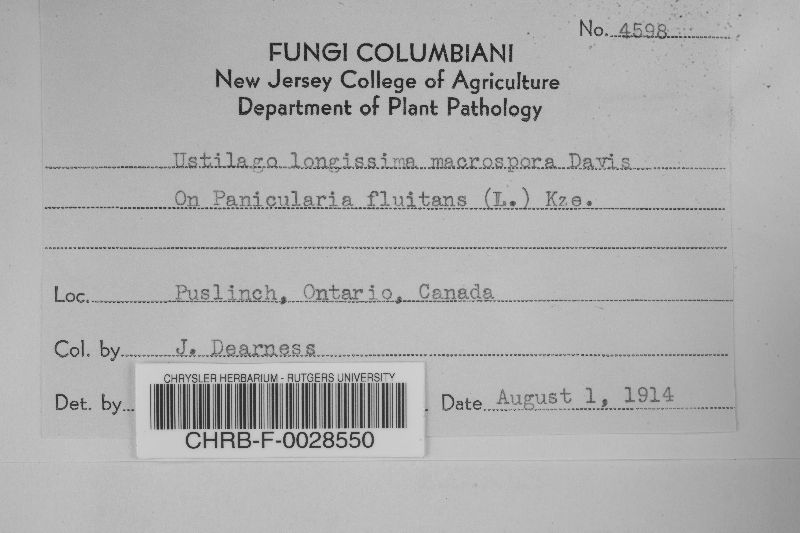 No. 4598
FUNGI COLUMBIANI
New Jersey College of Agriculture
Department of Plant Pathology
Ustilago longissima macrospora Davis
On Panicularia fluitans (L.) Kze.
Loc. Puslinch, Ontario, Canada
Col. by J. Dearness
Det. by Date August 1, 1914
CHRYSLER HERBARIUM - RUTGERS UNIVERSITY
CHRB-F-0028550